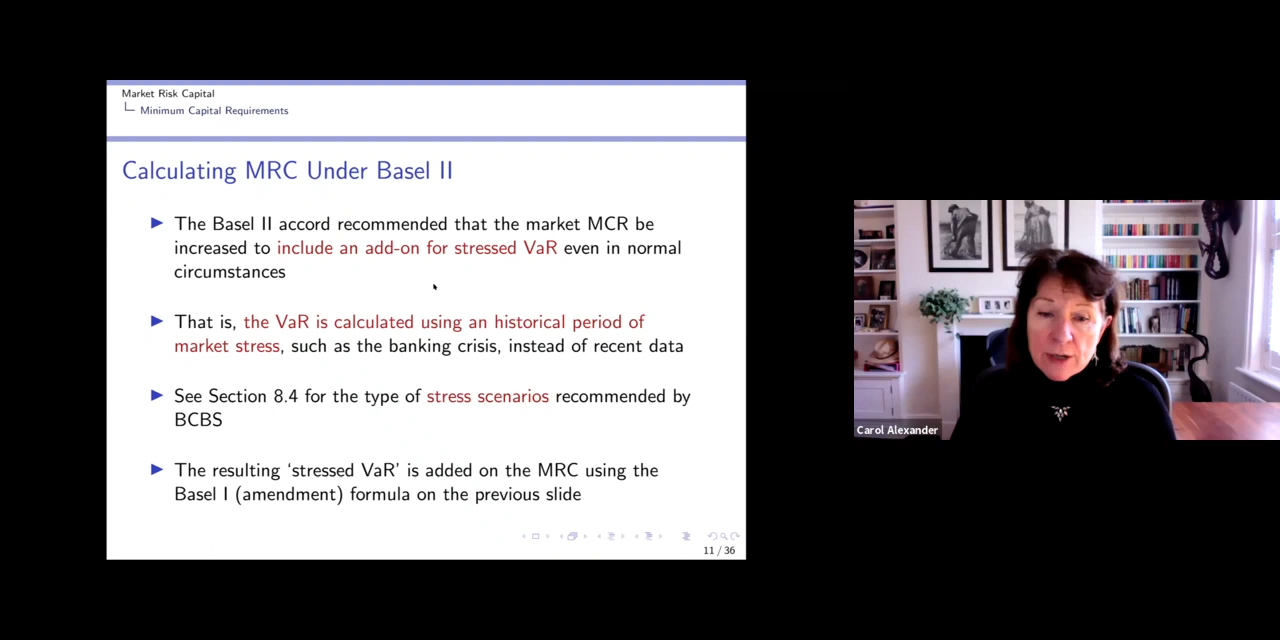 Market Risk Capital
Minimum Capital Requirements
Calculating MRC Under Basel II
The Basel II accord recommended that the market MCR be
increased to include an add-on for stressed VaR even in normal
circumstances
That is, the VaR is calculated using an historical period of
market stress, such as the banking crisis, instead of recent data
See Section 8.4 for the type of stress scenarios recommended by
BCBS
The resulting ‘stressed VaR’ is added on the MRC using the
Basel I (amendment) formula on the previous slide
11 / 36
Carol Alexander